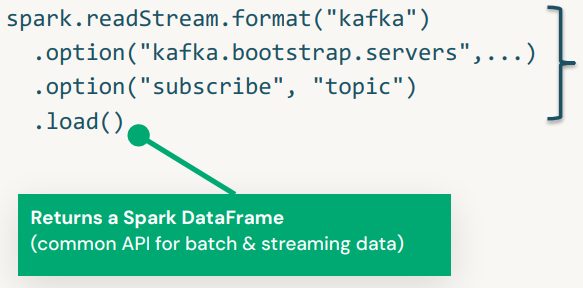 spark.readStream.format("kafka")
.option("kafka.bootstrap.servers",...)
.option("subscribe", "topic")
.load()
Returns a Spark DataFrame
(common API for batch & streaming data)